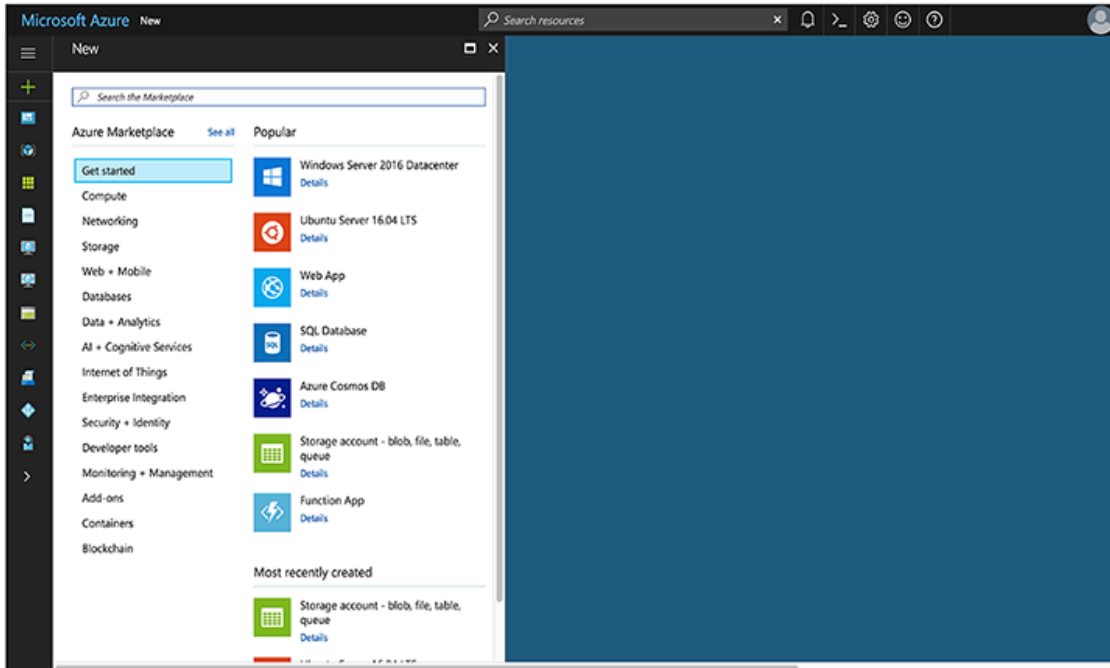 Microsoft Azure New
Search resources
New
Search the Marketplace
Azure Marketplace See all
Get started
Compute
Networking
Storage
Web + Mobile
Databases
Data + Analytics
AI + Cognitive Services
Internet of Things
Enterprise Integration
Security + Identity
Developer tools
Monitoring + Management
Add-ons
Containers
Blockchain
Popular
Windows Server 2016 Datacenter
Details
Ubuntu Server 16.04 LTS
Details
Web App
Details
SQL Database
Details
Azure Cosmos DB
Details
Storage account - blob, file, table,
queue
Details
Function App
Details
Most recently created
Storage account - blob, file, table,
queue
Details